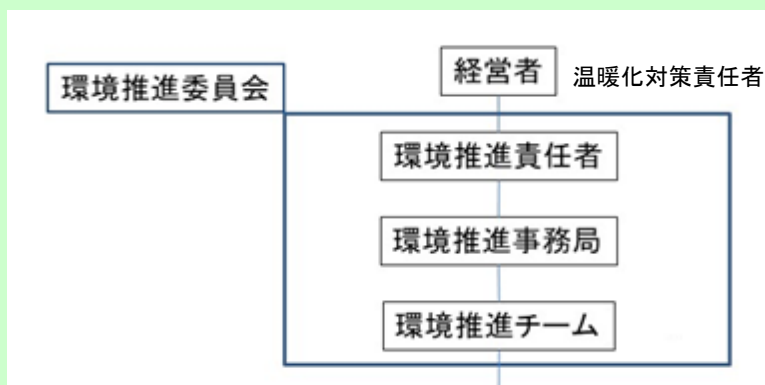 経営者
温暖化対策責任者
環境推進委員会
環境推進責任者
環境推進事務局
環境推進チーム